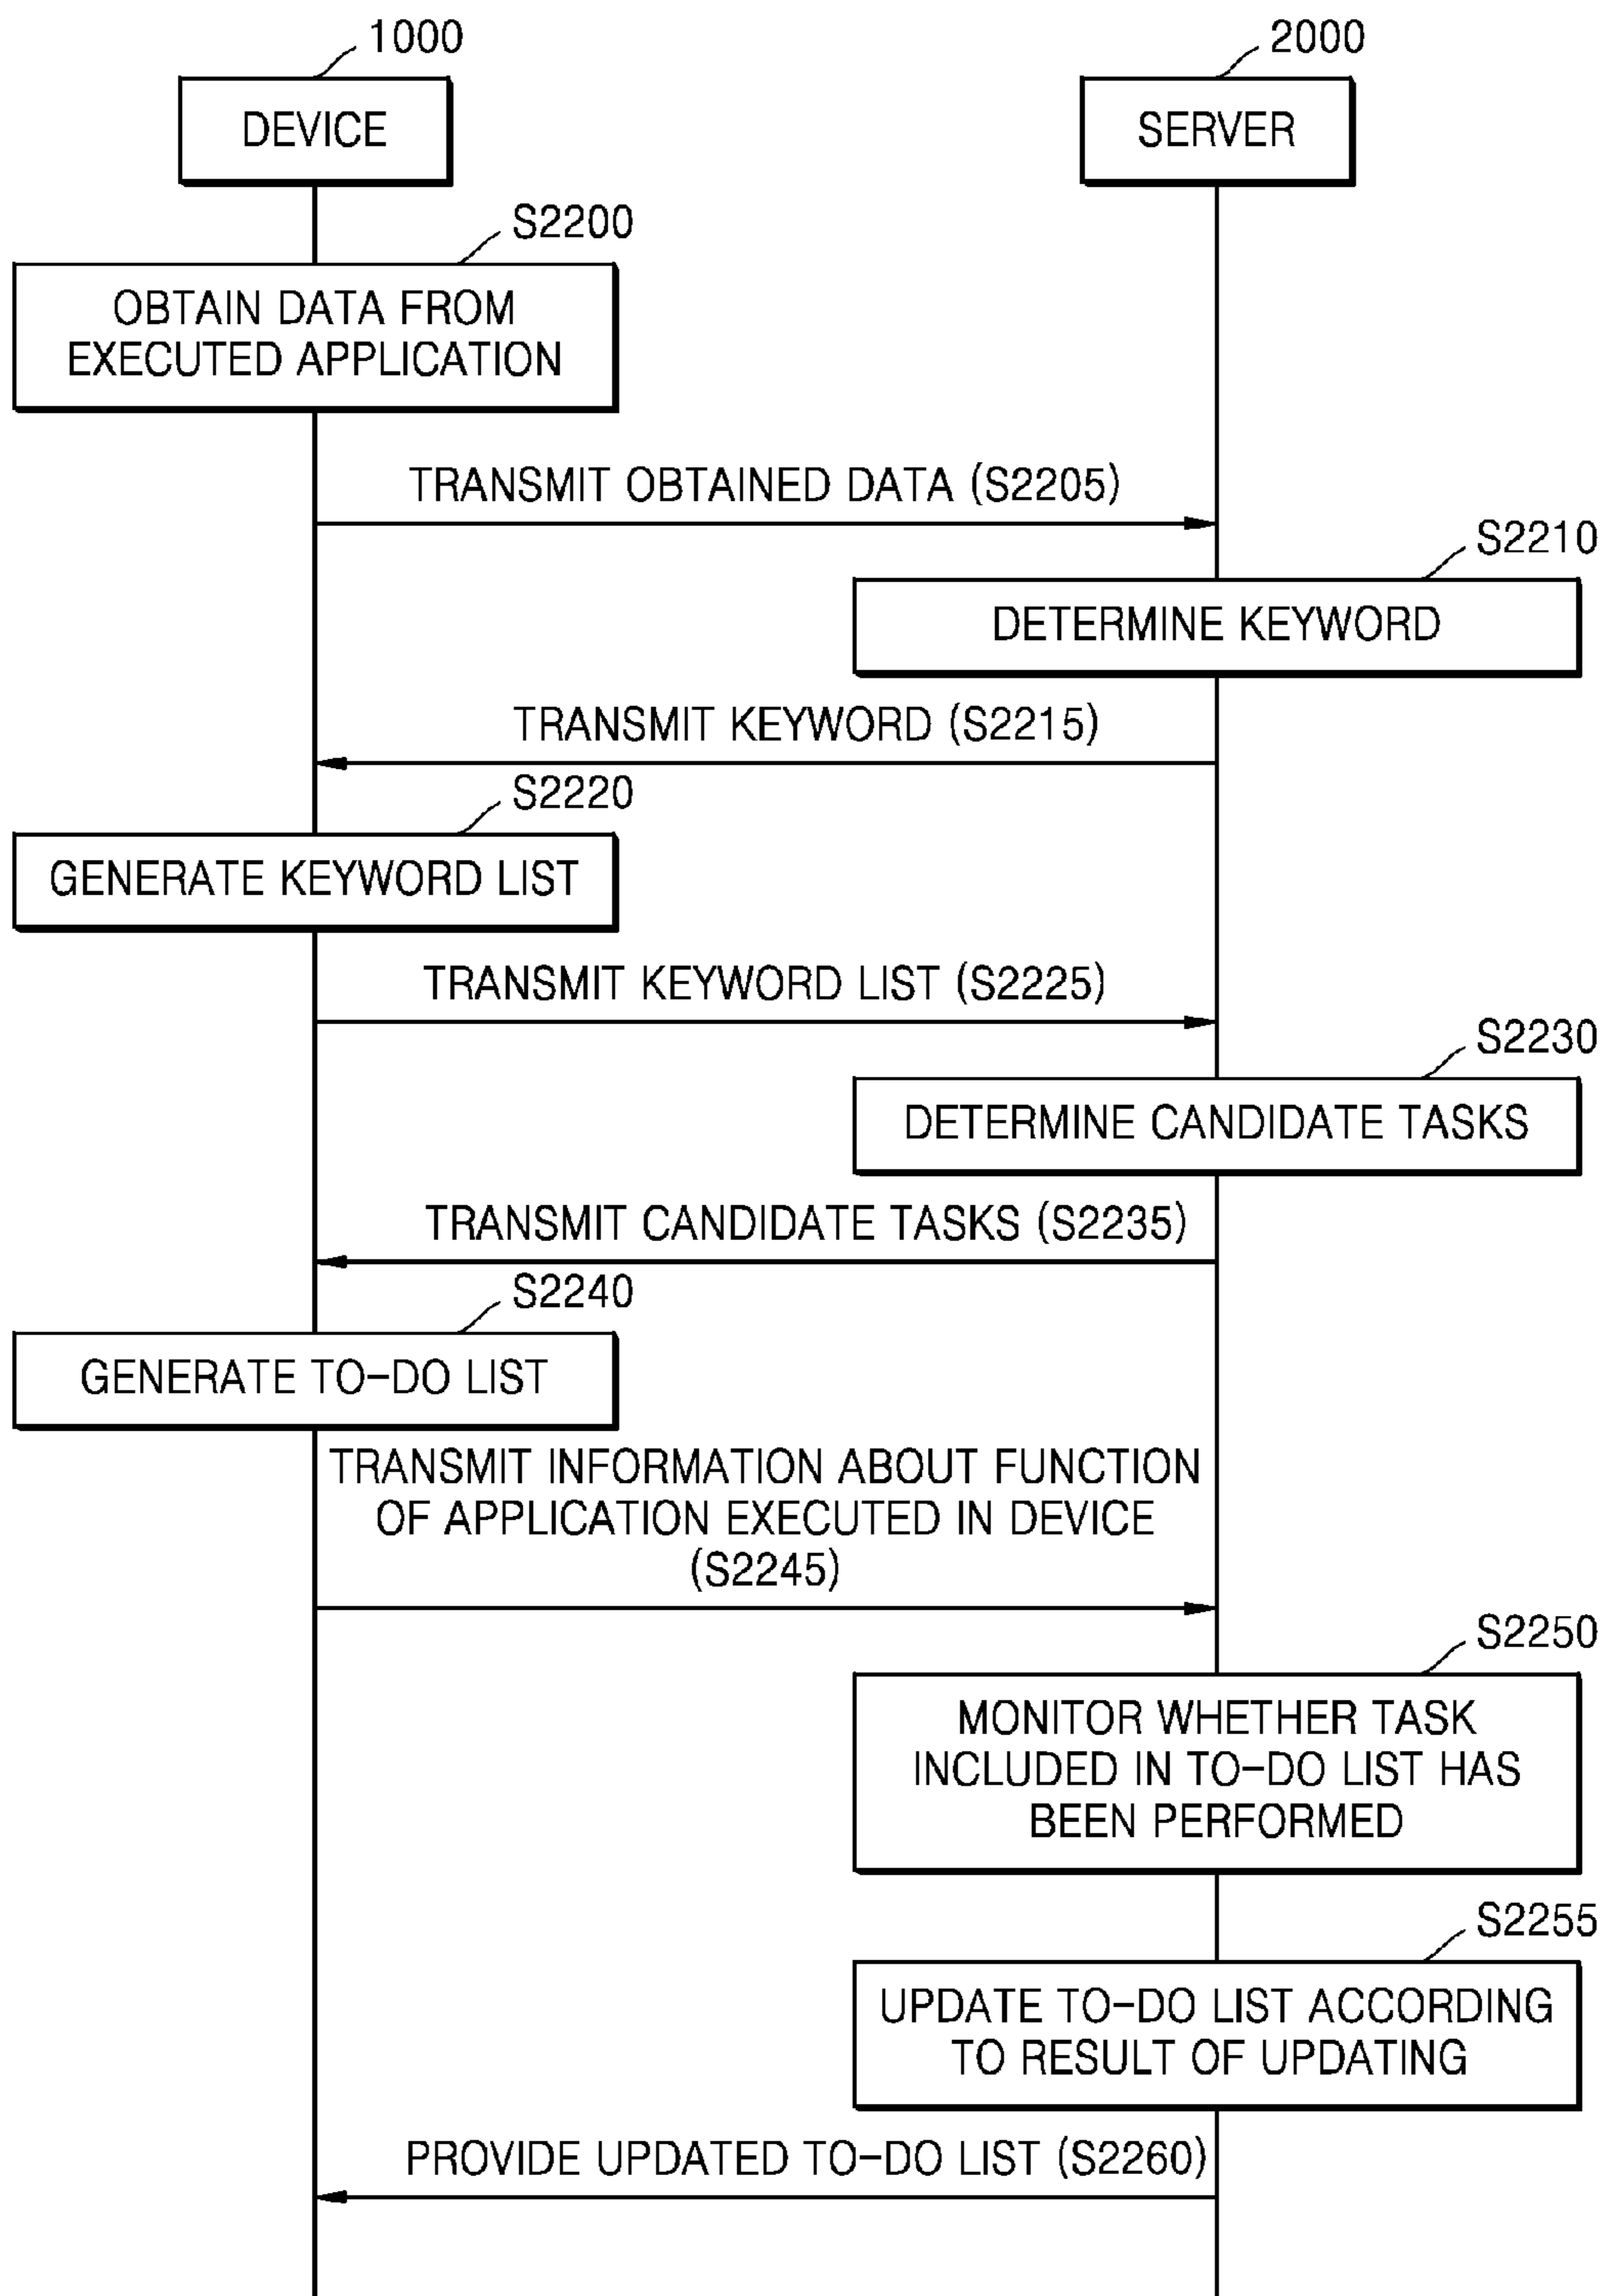 1000
2000
DEVICE
SERVER
S2200
OBTAIN DATA FROM
EXECUTED APPLICATION
TRANSMIT OBTAINED DATA (S2205)
S2210
DETERMINE KEYWORD
TRANSMIT KEYWORD (S2215)
S2220
GENERATE KEYWORD LIST
TRANSMIT KEYWORD LIST (S2225)
S2230
DETERMINE CANDIDATE TASKS
TRANSMIT CANDIDATE TASKS (S2235)
S2240
GENERATE TO-DO LIST
TRANSMIT INFORMATION ABOUT FUNCTION
OF APPLICATION EXECUTED IN DEVICE
(S2245)
S2250
MONITOR WHETHER TASK
INCLUDED IN TO-DO LIST HAS
BEEN PERFORMED
S2255
UPDATE TO-DO LIST ACCORDING
TO RESULT OF UPDATING
PROVIDE UPDATED TO-DO LIST (S2260)